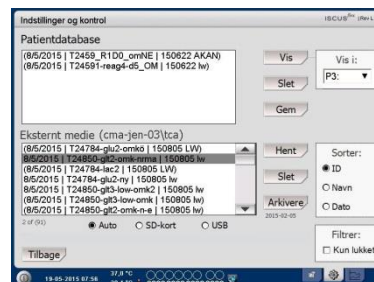 Indstillinger og kontrol
ISCUS
Patientdatabase
(8/5/2015 | T2459_R1D0_omNE | 150622 AKAN)
(8/5/2015 | T24591-reag4-d5_OM | 150622 lw)
Vis
Slet
Gem
Vis i:
P3:
Eksternt medie (cma-jen-03\tca)
(8/5/2015 | T24784-glu2-omkö | 150805 LW)
8/5/2015 | T24850-glt2-omk-nrma | 150805 lw
(8/5/2015 | T24784-lac2 | 150805 LW)
8/5/2015 | T24784-glu2-ny | 150805 lw
(8/5/2015 | T24850-glt3-low-omk2 | 150805 lw
(8/5/2015 | T24850-glt3-low-omk | 150805 lw)
8/5/2015 | T24850-glt2-omk-n-e | 150805 lw
Hent
Slet
Arkivere
2015-02-05
Sorter:
ID
Navn
Dato
2 of (91)
Auto
SD-kort
USB
Filtrer:
Kun lukket
Tilbage
19-05-2015 07:56
37,0 °C